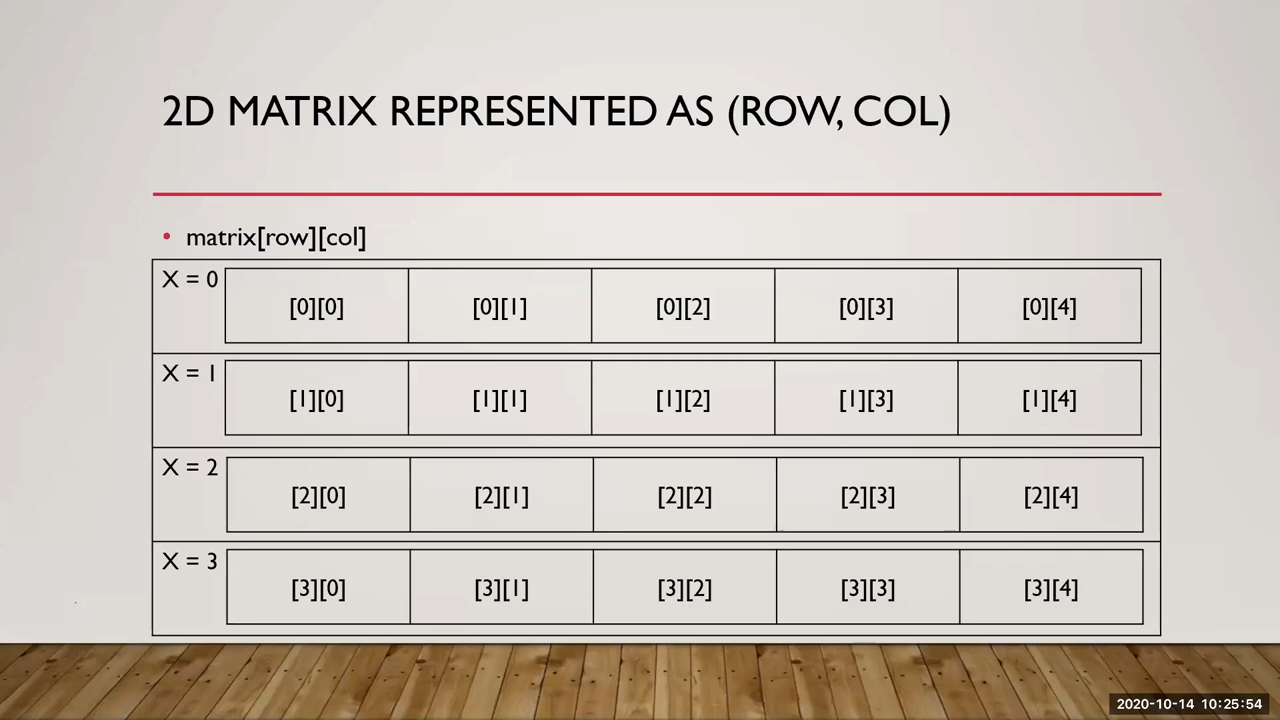 2D MATRIX REPRESENTED AS (ROW, COL)
• matrix[row][col]
X = 0 [0][0] [0][1] [0][2] [0][3] [0][4]
X = 1 [1][0] [1][1] [1][2] [1][3] [1][4]
X = 2 [2][0] [2][1] [2][2] [2][3] [2][4]
X = 3 [3][0] [3][1] [3][2] [3][3] [3][4]
2020-10-14 10:25:54